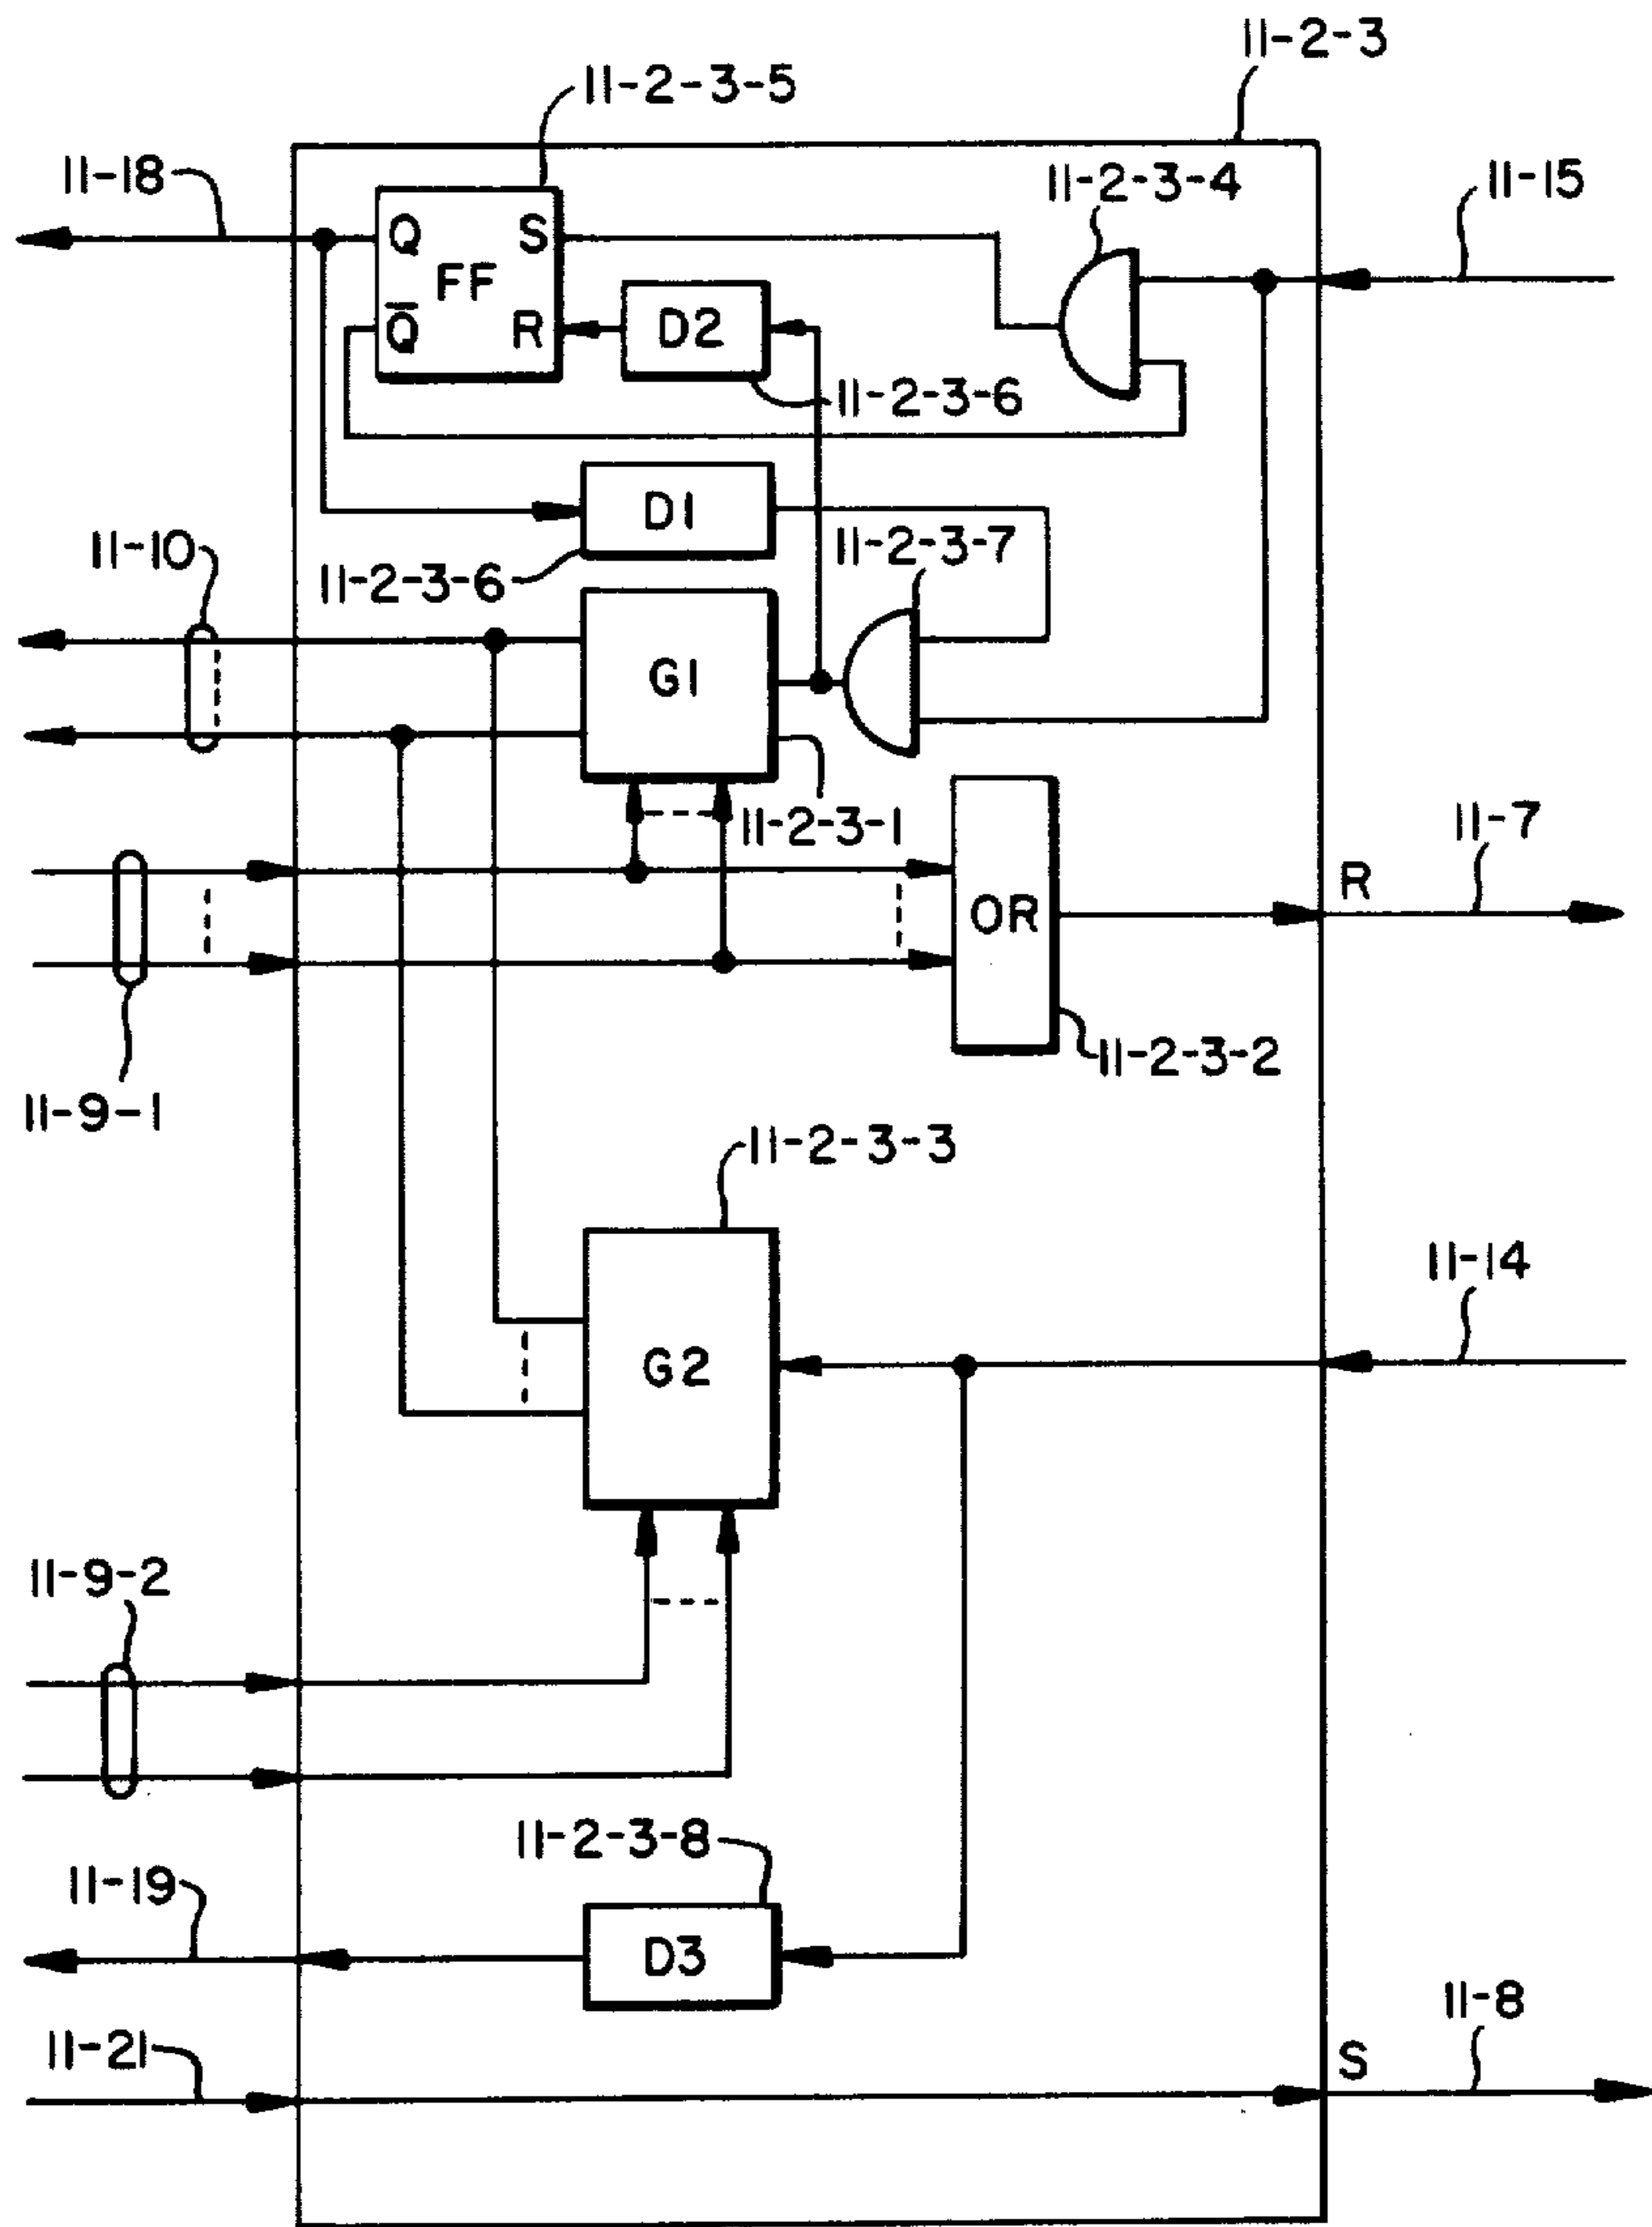 11-2-3
11-2-3-5
11-18
11-2-3-4
11-15
Q
S
FF
Q̅
R
D2
11-2-3-6
D1
11-10
11-2-3-7
11-2-3-6
G1
11-2-3-1
11-7
R
OR
11-2-3-2
11-9-1
11-2-3-3
11-14
G2
11-9-2
11-2-3-8
11-19
D3
11-8
11-21
S